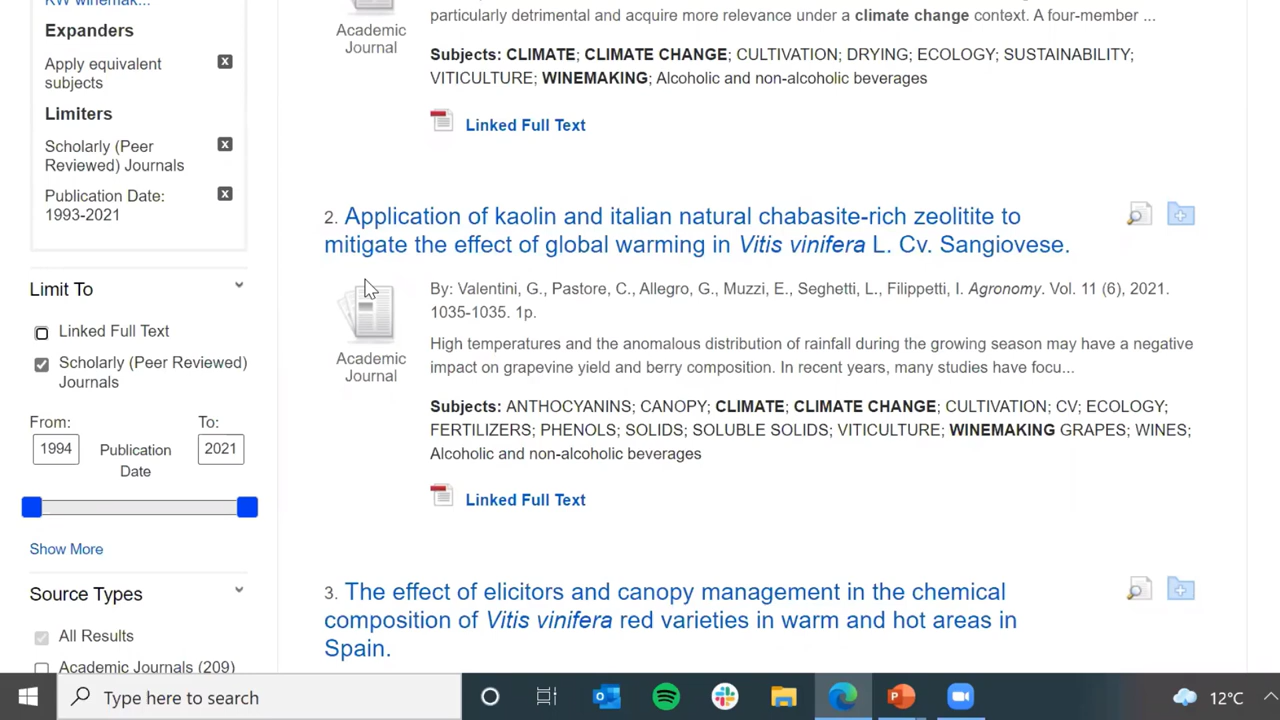 KW winemak...
Expanders
Apply equivalent
subjects
Limiters
Scholarly (Peer
Reviewed) Journals
Publication Date:
1993-2021
Limit To
Linked Full Text
Scholarly (Peer Reviewed)
Journals
From:
To:
1994
Publication
Date
2021
Show More
Source Types
All Results
Academic Journals (209)
particularly detrimental and acquire more relevance under a climate change context. A four-member ...
Academic
Journal
Subjects: CLIMATE; CLIMATE CHANGE; CULTIVATION; DRYING; ECOLOGY; SUSTAINABILITY;
VITICULTURE; WINEMAKING; Alcoholic and non-alcoholic beverages
Linked Full Text
2. Application of kaolin and italian natural chabasite-rich zeolitite to
mitigate the effect of global warming in Vitis vinifera L. Cv. Sangiovese.
By: Valentini, G., Pastore, C., Allegro, G., Muzzi, E., Seghetti, L., Filippetti, I. Agronomy. Vol. 11 (6), 2021.
1035-1035. 1p.
Academic
Journal
High temperatures and the anomalous distribution of rainfall during the growing season may have a negative
impact on grapevine yield and berry composition. In recent years, many studies have focu...
Subjects: ANTHOCYANINS; CANOPY; CLIMATE; CLIMATE CHANGE; CULTIVATION; CV; ECOLOGY;
FERTILIZERS; PHENOLS; SOLIDS; SOLUBLE SOLIDS; VITICULTURE; WINEMAKING GRAPES; WINES;
Alcoholic and non-alcoholic beverages
Linked Full Text
3. The effect of elicitors and canopy management in the chemical
composition of Vitis vinifera red varieties in warm and hot areas in
Spain.
Type here to search
12°C